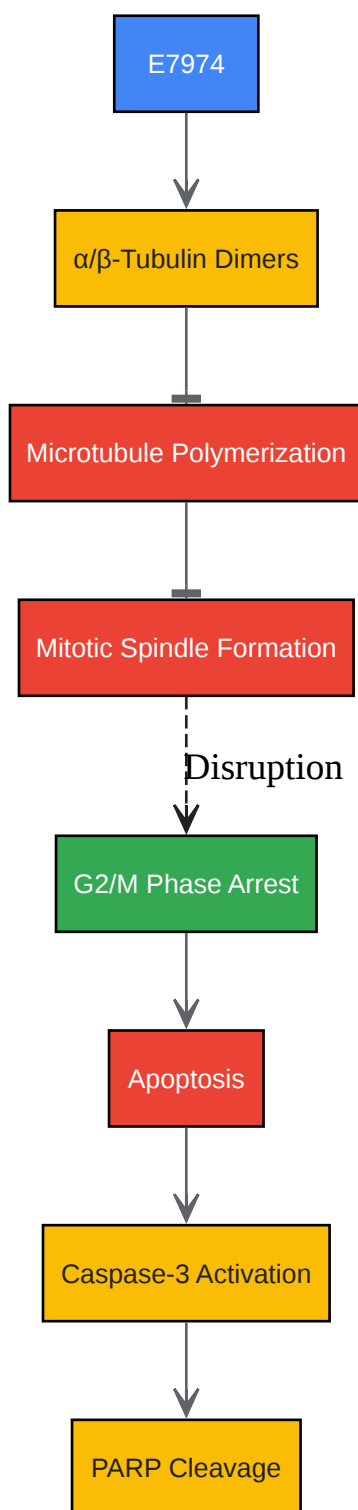 E7974
α/β-Tubulin Dimers
Microtubule Polymerization
Mitotic Spindle Formation
Disruption
G2/M Phase Arrest
Apoptosis
Caspase-3 Activation
PARP Cleavage